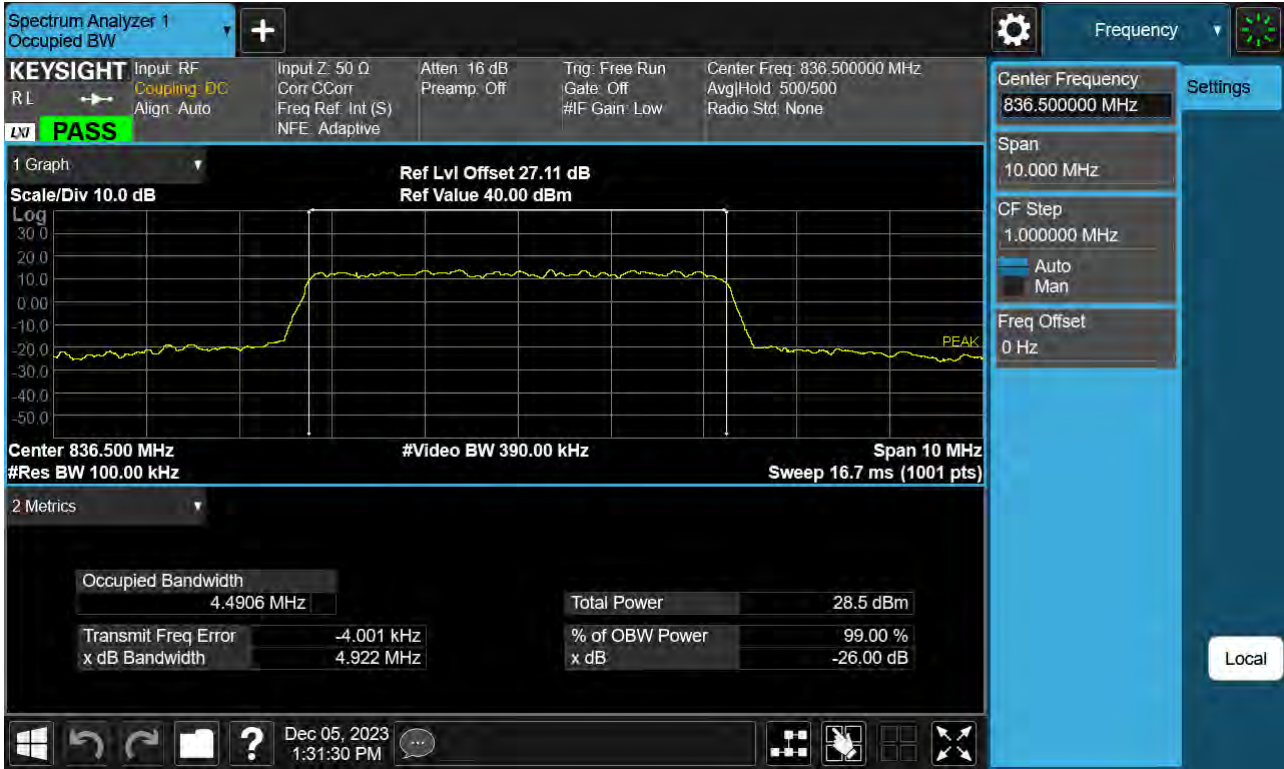 Spectrum Analyzer 1
Occupied BW
Frequency
KEYSIGHT
RL
LXI
PASS
Input: RF
Coupling: DC
Align: Auto
Input Z: 50 Ω
Corr CCorr
Freq Ref: Int (S)
NFE: Adaptive
Atten: 16 dB
Preamp: Off
Trig: Free Run
Gate: Off
#IF Gain: Low
Center Freq: 836.500000 MHz
Avg|Hold: 500/500
Radio Std: None
1 Graph
Scale/Div 10.0 dB
Ref Lvl Offset 27.11 dB
Ref Value 40.00 dBm
Log
30.0
20.0
10.0
0.00
-10.0
-20.0
-30.0
-40.0
-50.0
PEAK
Center 836.500 MHz
#Video BW 390.00 kHz
Span 10 MHz
#Res BW 100.00 kHz
Sweep 16.7 ms (1001 pts)
2 Metrics
Occupied Bandwidth
4.4906 MHz
Total Power 28.5 dBm
Transmit Freq Error -4.001 kHz
% of OBW Power 99.00 %
x dB Bandwidth 4.922 MHz
x dB -26.00 dB
Center Frequency
836.500000 MHz
Span
10.000 MHz
CF Step
1.000000 MHz
Auto
Man
Freq Offset
0 Hz
Settings
Local
?
Dec 05, 2023
1:31:30 PM